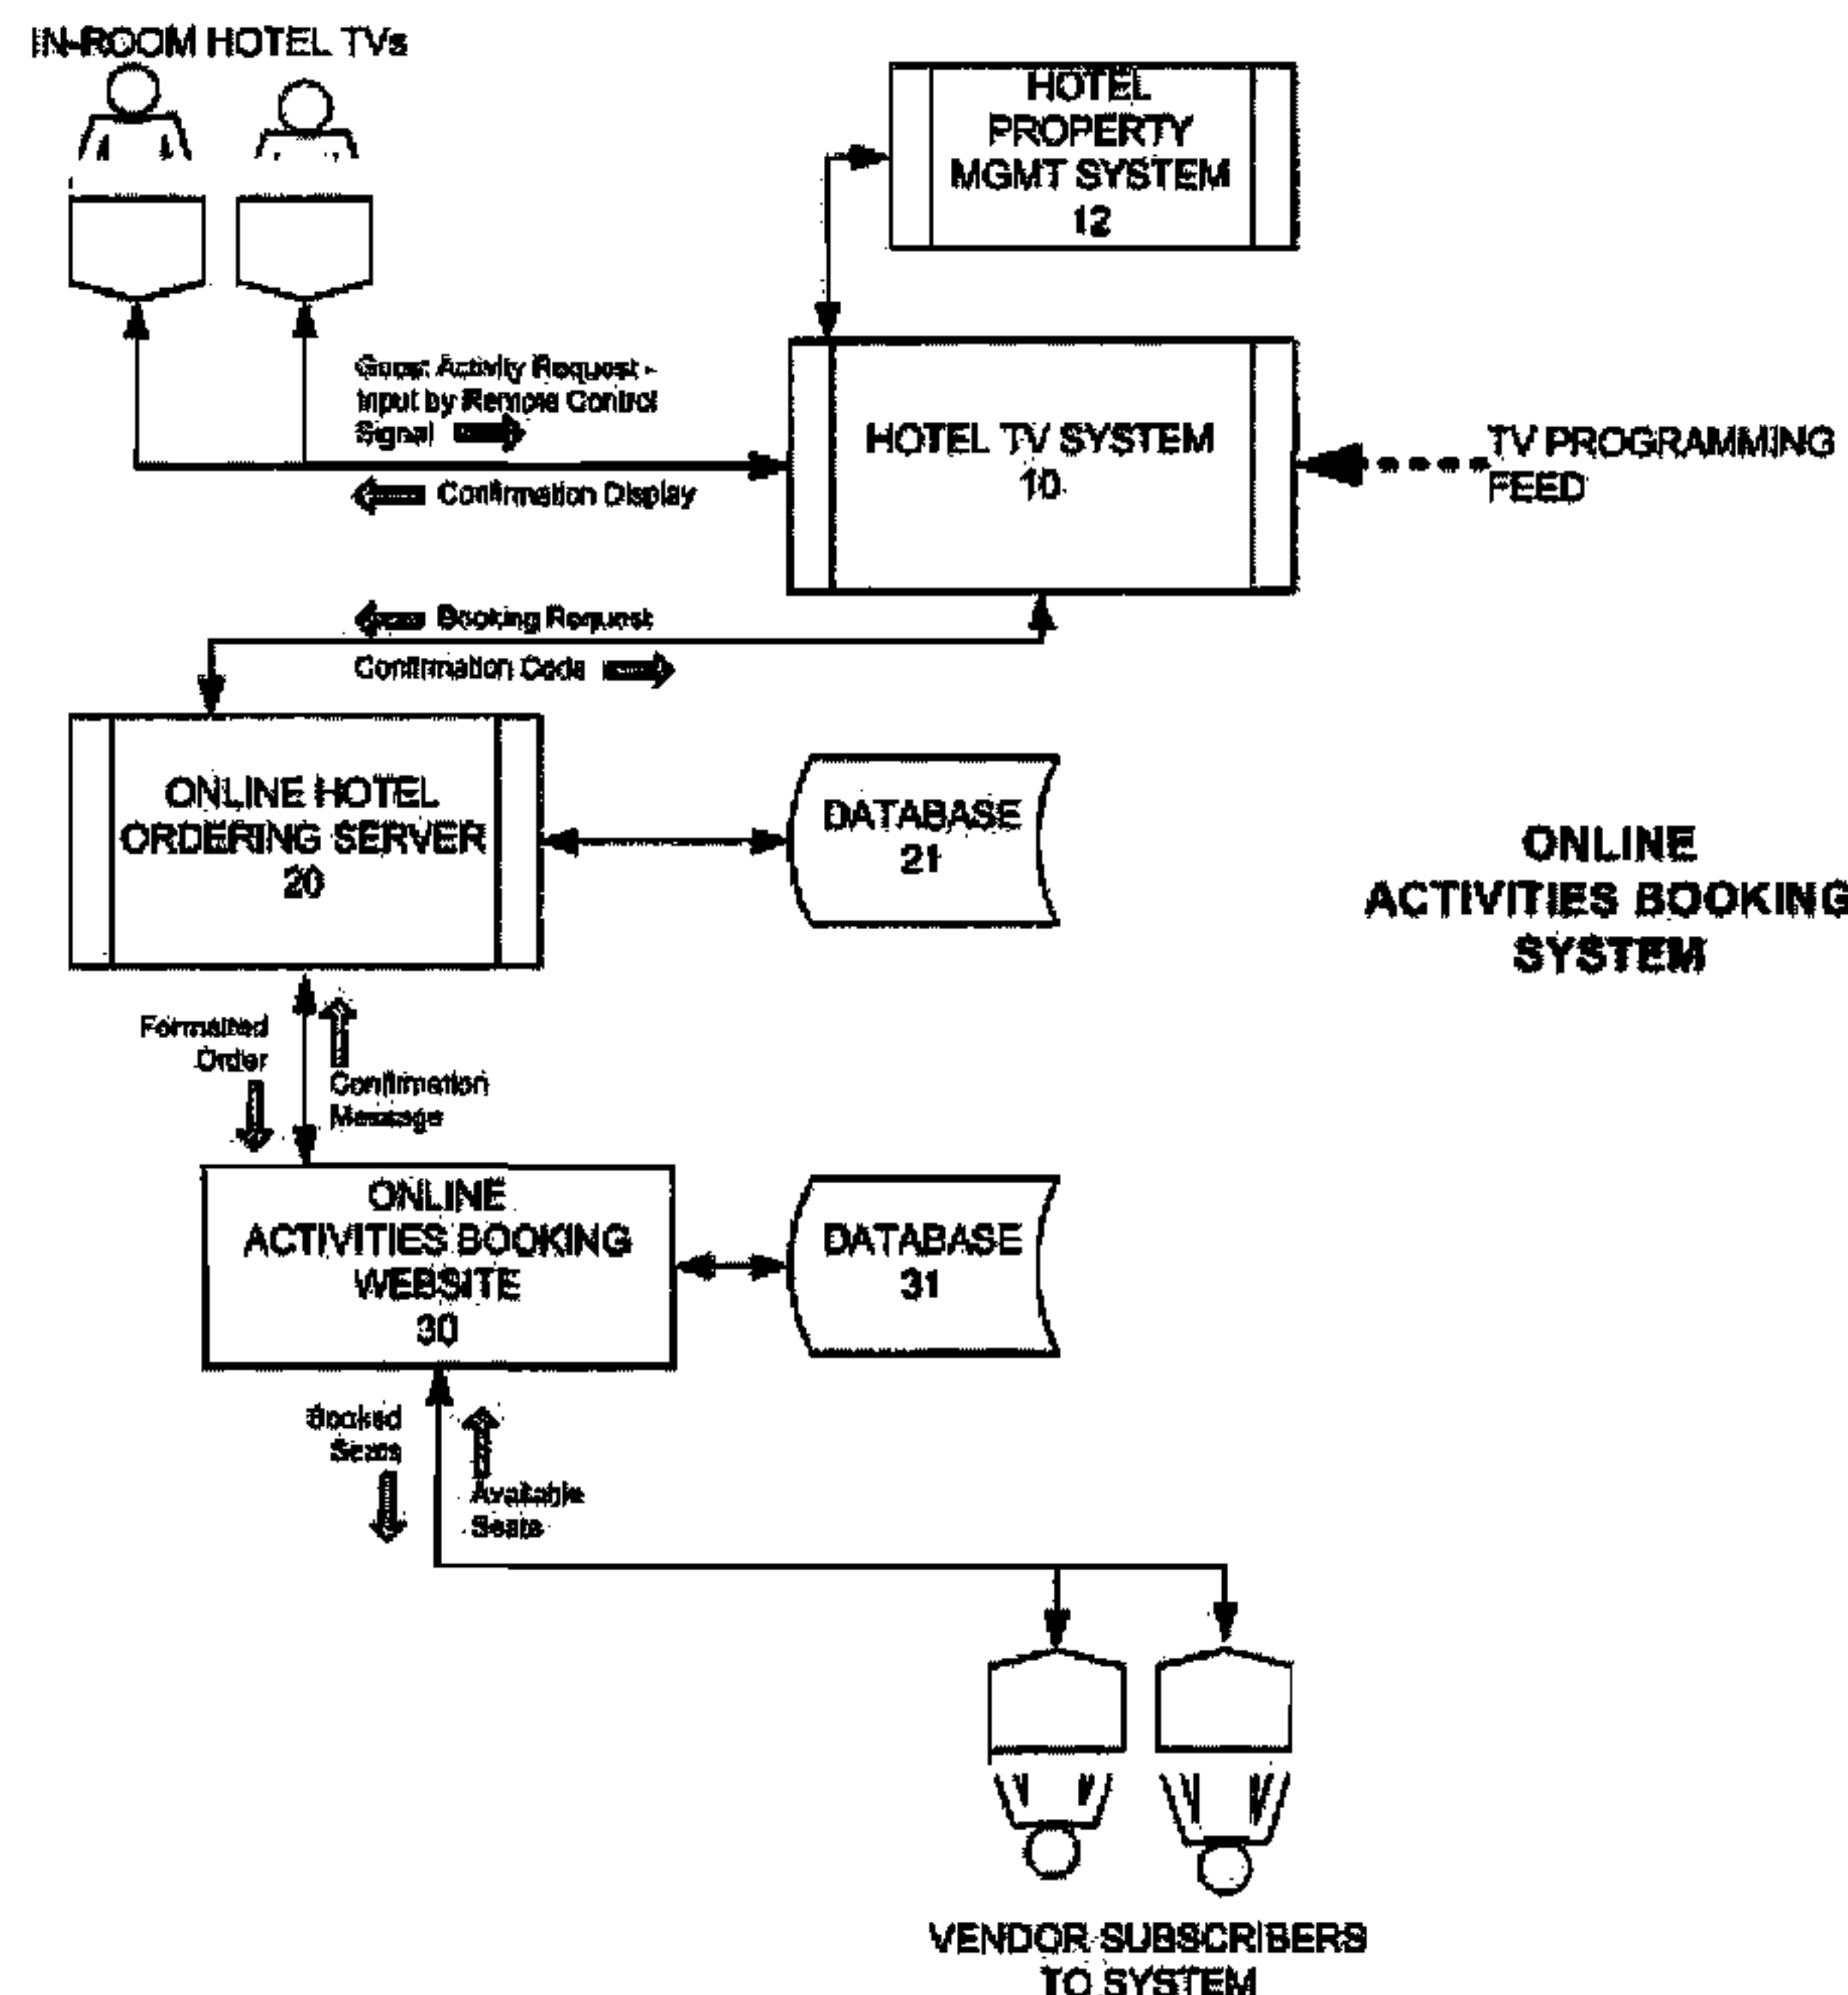 IN-ROOM HOTEL TVs
HOTEL
PROPERTY
MGMT SYSTEM
12
Guest Activity Request -
Input by Remote Control
Signal
HOTEL TV SYSTEM
10
TV PROGRAMMING
FEED
Confirmation Display
Booking Request
Confirmation Code
ONLINE HOTEL
ORDERING SERVER
20
DATABASE
21
ONLINE
ACTIVITIES BOOKING
SYSTEM
Formatted
Order
Confirmation
Message
ONLINE
ACTIVITIES BOOKING
WEBSITE
30
DATABASE
31
Booked
Seats
Available
Seats
VENDOR SUBSCRIBERS
TO SYSTEM